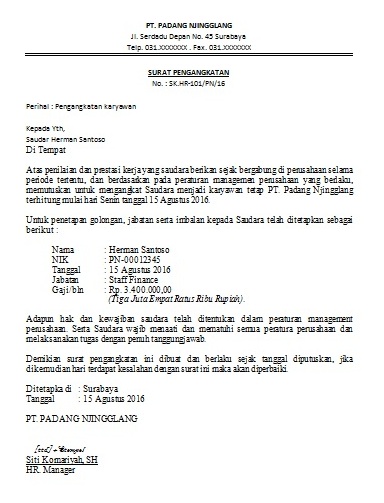 PT. PADANG NJINGGLANG
Jl. Serdadu Depan No. 45 Surabaya
Telp. 031.XXXXXXX . Fax. 031.XXXXXXX
SURAT PENGANGKATAN
No. : SK.HR-101/PN/16
Perihal : Pengangkatan karyawan
Kepada Yth,
Saudar Herman Santoso
Di Tempat
Atas penilaian dan prestasi kerja yang saudara berikan sejak bergabung di perusahaan selama
periode tertentu, dan berdasarkan pada peraturan managemen perusahaan yang berlaku,
memutuskan untuk mengangkat Saudara menjadi karyawan tetap PT. Padang Njingglang
terhitung mulai hari Senin tanggal 15 Agustus 2016.
Untuk penetapan golongan, jabatan serta imbalan kepada Saudara telah ditetapkan sebagai
berikut :
Nama : Herman Santoso
NIK : PN-00012345
Tanggal : 15 Agustus 2016
Jabatan : Staff Finance
Gaji/bln : Rp. 3.400.000,00
(Tiga Juta Empat Ratus Ribu Rupiah).
Adapun hak dan kewajiban saudara telah ditentukan dalam peraturan management
perusahaan. Serta Saudara wajib menaati dan mematuhi semua peratura perusahaan dan
melaksanakan tugas dengan penuh tanggungjawab.
Demikian surat pengangkatan ini dibuat dan berlaku sejak tanggal diputuskan, jika
dikemudian hari terdapat kesalahan dengan surat ini maka akan diperbaiki.
Ditetapka di : Surabaya
Tanggal : 15 Agustus 2016
PT. PADANG NJINGGLANG
[ttd] + Stempel
Siti Komariyah, SH
HR. Manager